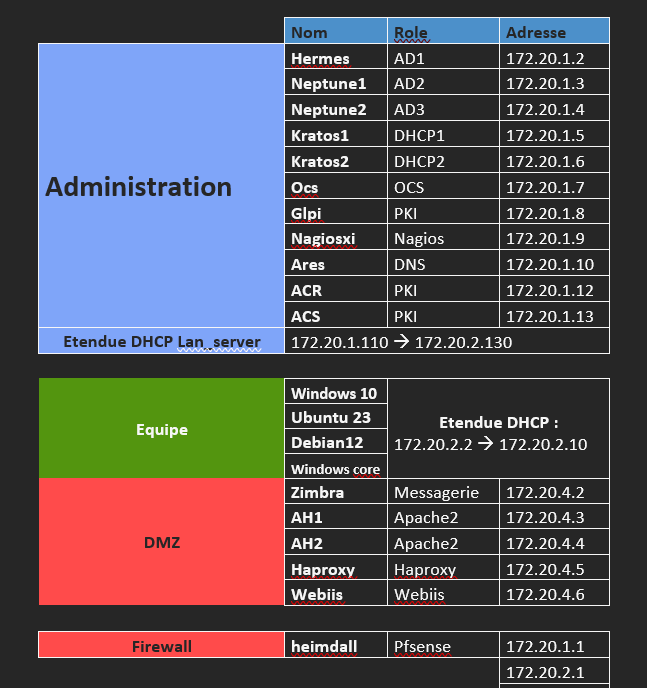 Nom Role Adresse
Hermes AD1 172.20.1.2
Neptune1 AD2 172.20.1.3
Neptune2 AD3 172.20.1.4
Kratos1 DHCP1 172.20.1.5
Kratos2 DHCP2 172.20.1.6
Administration
Ocs OCS 172.20.1.7
Glpi PKI 172.20.1.8
Nagiosxi Nagios 172.20.1.9
Ares DNS 172.20.1.10
ACR PKI 172.20.1.12
ACS PKI 172.20.1.13
Etendue DHCP Lan_server 172.20.1.110 → 172.20.2.130
Equipe
Windows 10
Ubuntu 23
Debian12
Windows core
Etendue DHCP :
172.20.2.2 → 172.20.2.10
DMZ
Zimbra Messagerie 172.20.4.2
AH1 Apache2 172.20.4.3
AH2 Apache2 172.20.4.4
Haproxy Haproxy 172.20.4.5
Webiis Webiis 172.20.4.6
Firewall heimdall Pfsense 172.20.1.1
172.20.2.1